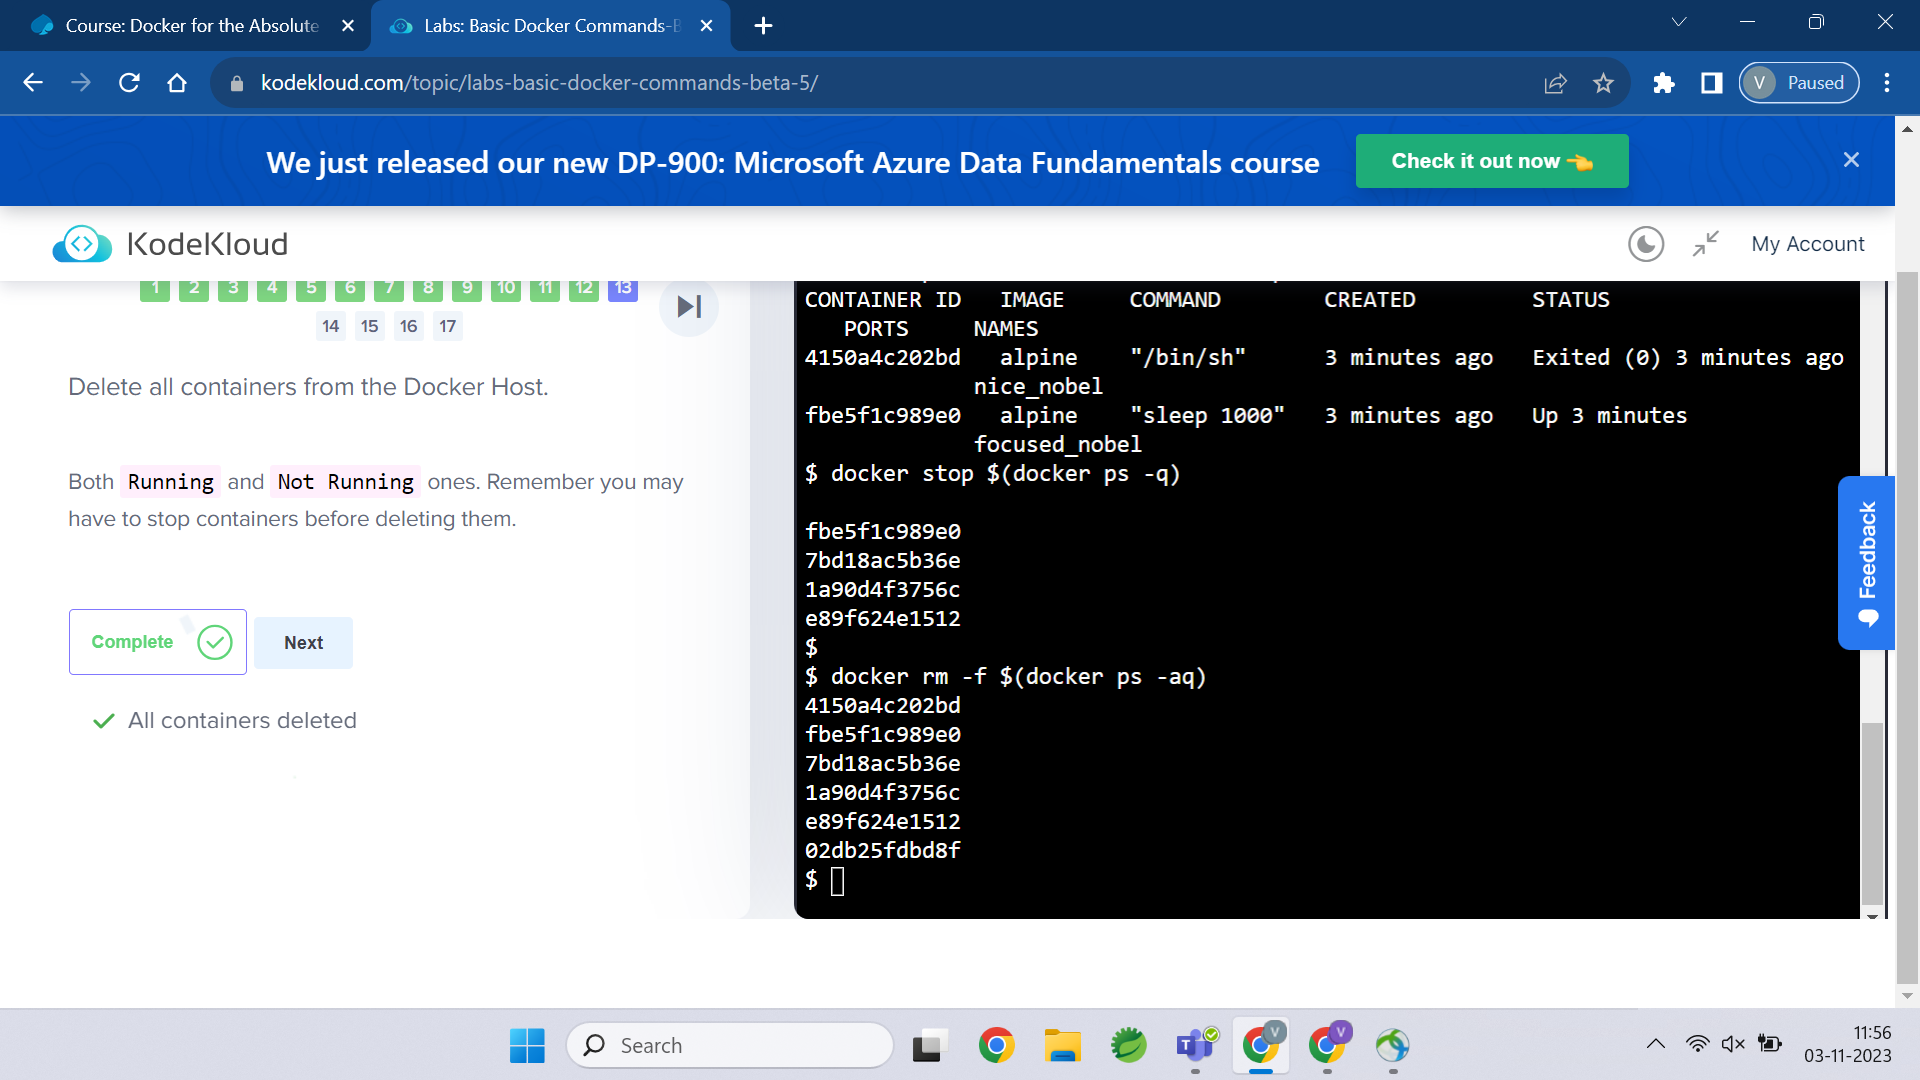 Course: Docker for the Absolute
Labs: Basic Docker Commands-B
kodekloud.com/topic/labs-basic-docker-commands-beta-5/
V Paused
We just released our new DP-900: Microsoft Azure Data Fundamentals course
Check it out now
KodeKloud
My Account
1 2 3 4 5 6 7 8 9 10 11 12 13
14 15 16 17
Delete all containers from the Docker Host.
Both Running and Not Running ones. Remember you may
have to stop containers before deleting them.
Complete
Next
All containers deleted
CONTAINER ID IMAGE COMMAND CREATED STATUS
PORTS NAMES
4150a4c202bd alpine "/bin/sh" 3 minutes ago Exited (0) 3 minutes ago
nice_nobel
fbe5f1c989e0 alpine "sleep 1000" 3 minutes ago Up 3 minutes
focused_nobel
$ docker stop $(docker ps -q)
fbe5f1c989e0
7bd18ac5b36e
1a90d4f3756c
e89f624e1512
$
$ docker rm -f $(docker ps -aq)
4150a4c202bd
fbe5f1c989e0
7bd18ac5b36e
1a90d4f3756c
e89f624e1512
02db25fdbd8f
$
Feedback
Search
T
V
V
11:56
03-11-2023